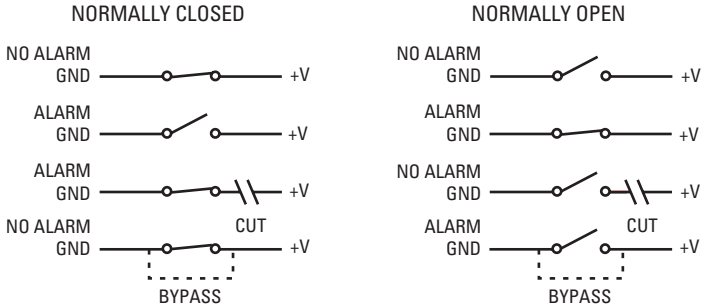 NORMALLY CLOSED
NO ALARM
GND +V
ALARM
GND +V
ALARM
GND +V
CUT
NO ALARM
GND +V
BYPASS
NORMALLY OPEN
NO ALARM
GND +V
ALARM
GND +V
NO ALARM
GND +V
CUT
ALARM
GND +V
BYPASS